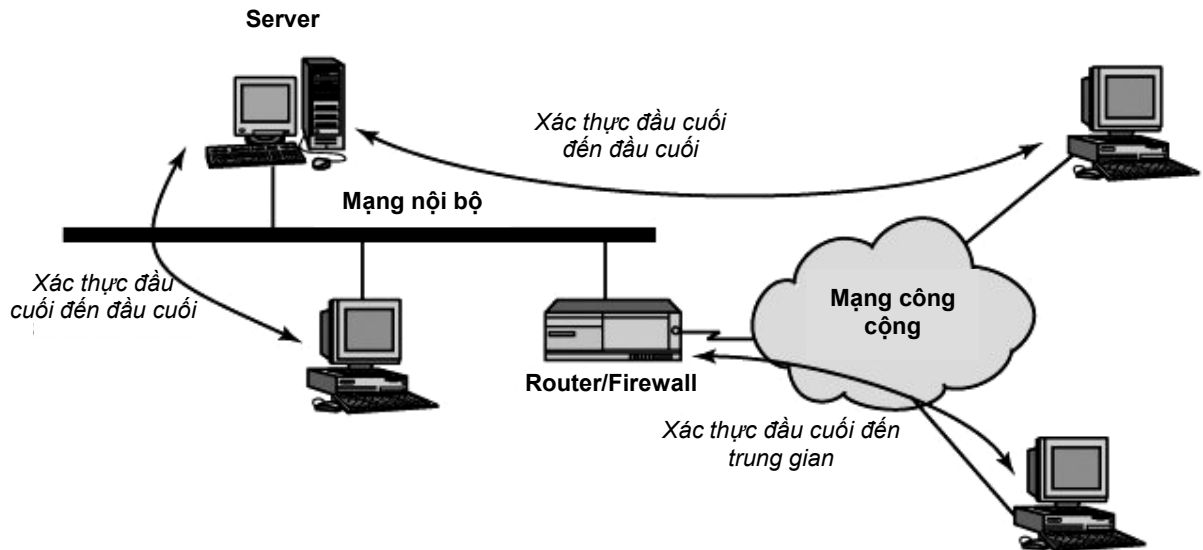 Server
Xác thực đầu cuối
đến đầu cuối
Mạng nội bộ
Xác thực đầu
cuối đến đầu cuối
Mạng công
cộng
Router/Firewall
Xác thực đầu cuối đến
trung gian